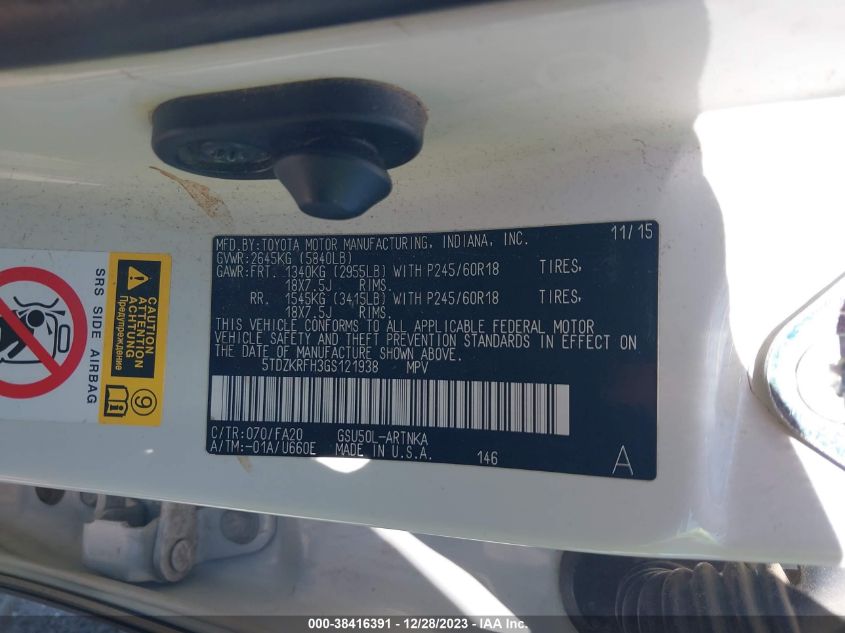 MFD.BY:TOYOTA MOTOR MANUFACTURING, INDIANA, INC. 11/15
GVWR:2645KG (5840LB)
GAWR:FRT. 1340KG (2955LB) WITH P245/60R18 TIRES,
18X7.5J RIMS.
RR. 1545KG (3415LB) WITH P245/60R18 TIRES,
18X7.5J RIMS.
THIS VEHICLE CONFORMS TO ALL APPLICABLE FEDERAL MOTOR
VEHICLE SAFETY AND THEFT PREVENTION STANDARDS IN EFFECT ON
THE DATE OF MANUFACTURE SHOWN ABOVE.
5TDZKRFH3GS121938 MPV
C/TR:070/FA20 GSU50L-ARTNKA
A/TM:-01A/U660E MADE IN U.S.A. 146 A
SRS SIDE AIRBAG
CAUTION
ATTENTION
ACHTUNG
Предупреждение
9
000-38416391 - 12/28/2023 - IAA Inc.